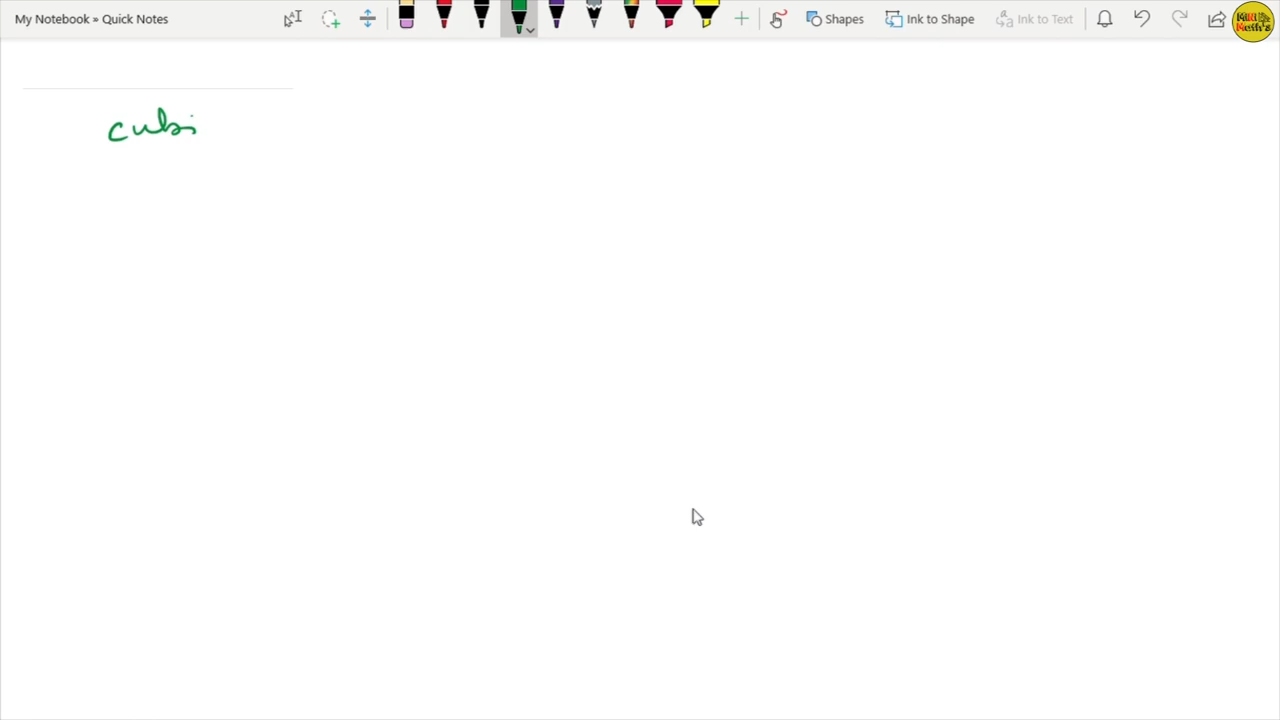 My Notebook » Quick Notes
Shapes
Ink to Shape
Ink to Text
cubi